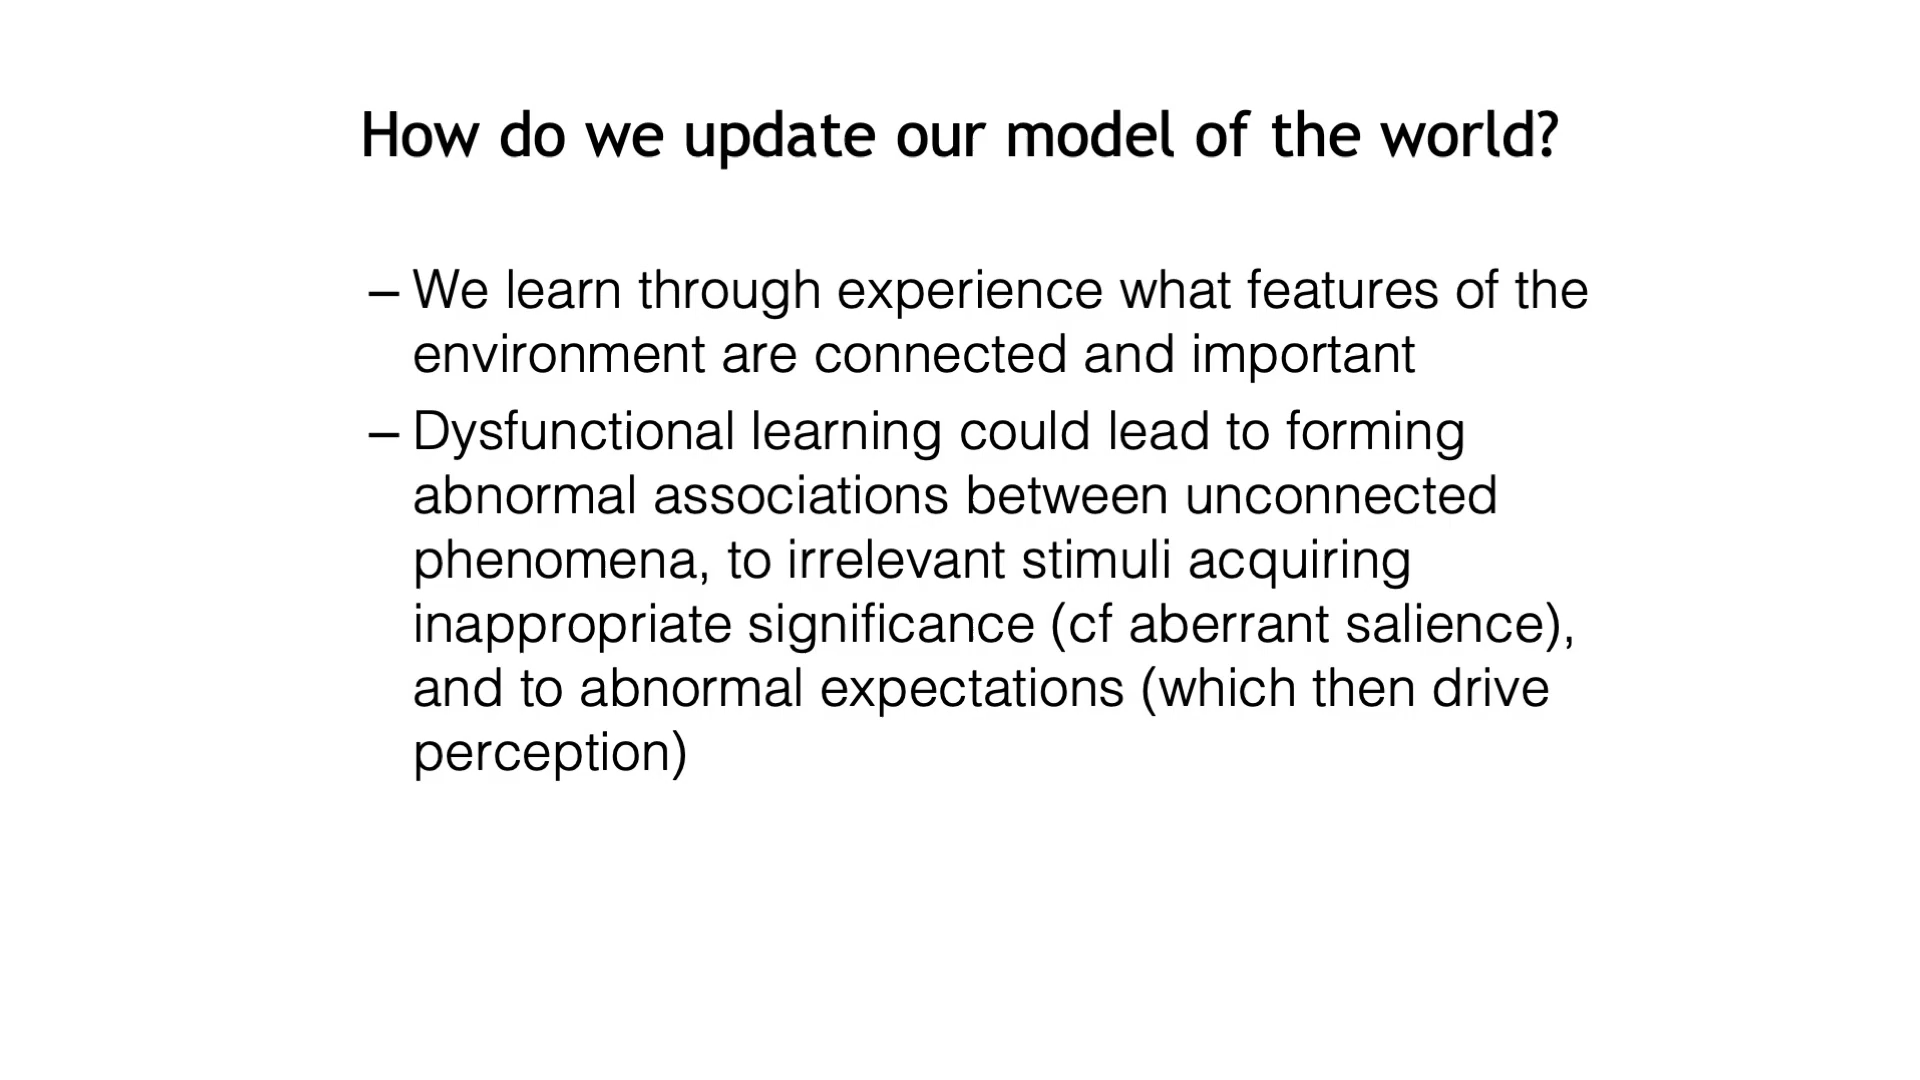 How do we update our model of the world?
– We learn through experience what features of the
environment are connected and important
– Dysfunctional learning could lead to forming
abnormal associations between unconnected
phenomena, to irrelevant stimuli acquiring
inappropriate significance (cf aberrant salience),
and to abnormal expectations (which then drive
perception)